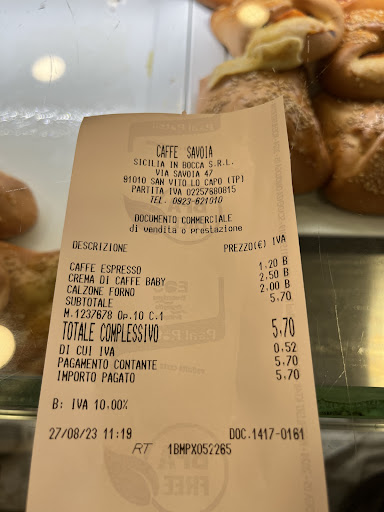 CAFFE SAVOIA
SICILIA IN BOCCA S.R.L.
VIA SAVOIA 47
91010 SAN VITO LO CAPO (TP)
PARTITA IVA 02257680815
TEL. 0923-621010
DOCUMENTO COMMERCIALE
di vendita o prestazione
DESCRIZIONE PREZZO(€) IVA
CAFFE ESPRESSO 1.20 B
CREMA DI CAFFE BABY 2,50 B
CALZONE FORNO 2,00 B
SUBTOTALE 5,70
M.1237678 Op.10 C.1
TOTALE COMPLESSIVO 5,70
DI CUI IVA 0,52
PAGAMENTO CONTANTE 5,70
IMPORTO PAGATO 5,70
B: IVA 10,00%
27/08/23 11:19 DOC.1417-0161
RT 1BMPX052265
BPA
FREE